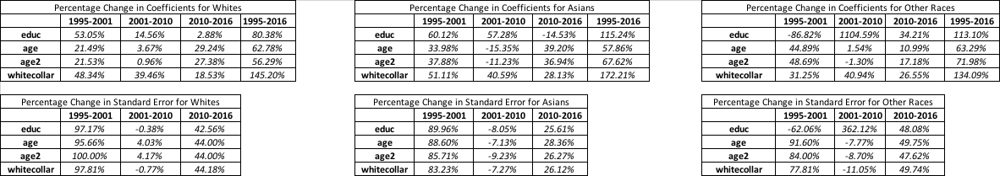 Percentage Change in Coefficients for Whites
1995-2001 2001-2010 2010-2016 1995-2016
educ 53.05% 14.56% 2.88% 80.38%
age 21.49% 3.67% 29.24% 62.78%
age2 21.53% 0.96% 27.38% 56.29%
whitecollar 48.34% 39.46% 18.53% 145.20%
Percentage Change in Coefficients for Asians
1995-2001 2001-2010 2010-2016 1995-2016
educ 60.12% 57.28% -14.53% 115.24%
age 33.98% -15.35% 39.20% 57.86%
age2 37.88% -11.23% 36.94% 67.62%
whitecollar 51.11% 40.59% 28.13% 172.21%
Percentage Change in Coefficients for Other Races
1995-2001 2001-2010 2010-2016 1995-2016
educ -86.82% 1104.59% 34.21% 113.10%
age 44.89% 1.54% 10.99% 63.29%
age2 48.69% -1.30% 17.18% 71.98%
whitecollar 31.25% 40.94% 26.55% 134.09%
Percentage Change in Standard Error for Whites
1995-2001 2001-2010 2010-2016
educ 97.17% -0.38% 42.56%
age 95.66% 4.03% 44.00%
age2 100.00% 4.17% 44.00%
whitecollar 97.81% -0.77% 44.18%
Percentage Change in Standard Error for Asians
1995-2001 2001-2010 2010-2016
educ 89.96% -8.05% 25.61%
age 88.60% -7.13% 28.36%
age2 85.71% -9.23% 26.27%
whitecollar 83.23% -7.27% 26.12%
Percentage Change in Standard Error for Other Races
1995-2001 2001-2010 2010-2016
educ -62.06% 362.12% 48.08%
age 91.60% -7.77% 49.75%
age2 84.00% -8.70% 47.62%
whitecollar 77.81% -11.05% 49.74%